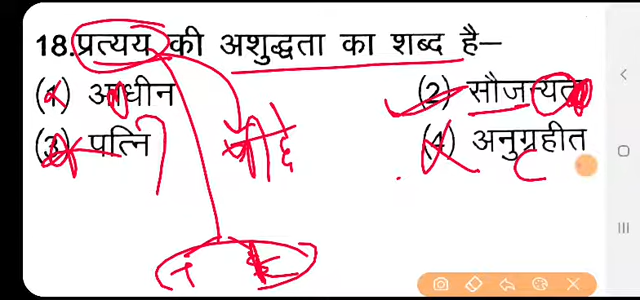 18.प्रत्यय की अशुद्धता का शब्द है–
(1) आधीन (2) सौजन्यता
(3) पत्नि (4) अनुग्रहीत